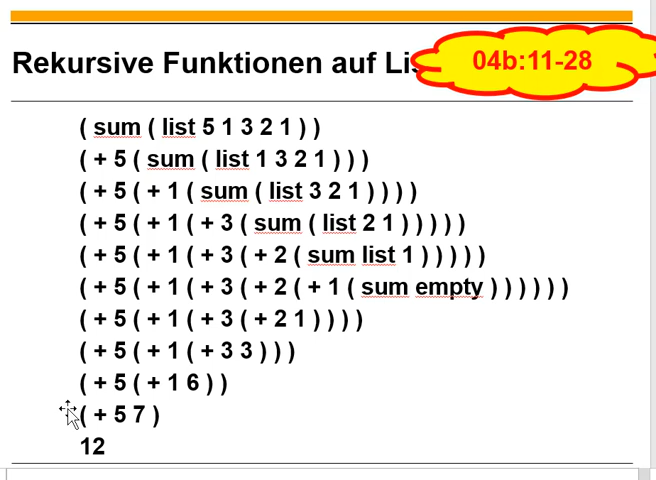 Rekursive Funktionen auf Lis
04b:11-28
( sum ( list 5 1 3 2 1 ) )
( + 5 ( sum ( list 1 3 2 1 ) ) )
( + 5 ( + 1 ( sum ( list 3 2 1 ) ) ) )
( + 5 ( + 1 ( + 3 ( sum ( list 2 1 ) ) ) ) )
( + 5 ( + 1 ( + 3 ( + 2 ( sum list 1 ) ) ) ) )
( + 5 ( + 1 ( + 3 ( + 2 ( + 1 ( sum empty ) ) ) ) ) )
( + 5 ( + 1 ( + 3 ( + 2 1 ) ) ) )
( + 5 ( + 1 ( + 3 3 ) ) )
( + 5 ( + 1 6 ) )
( + 5 7 )
12